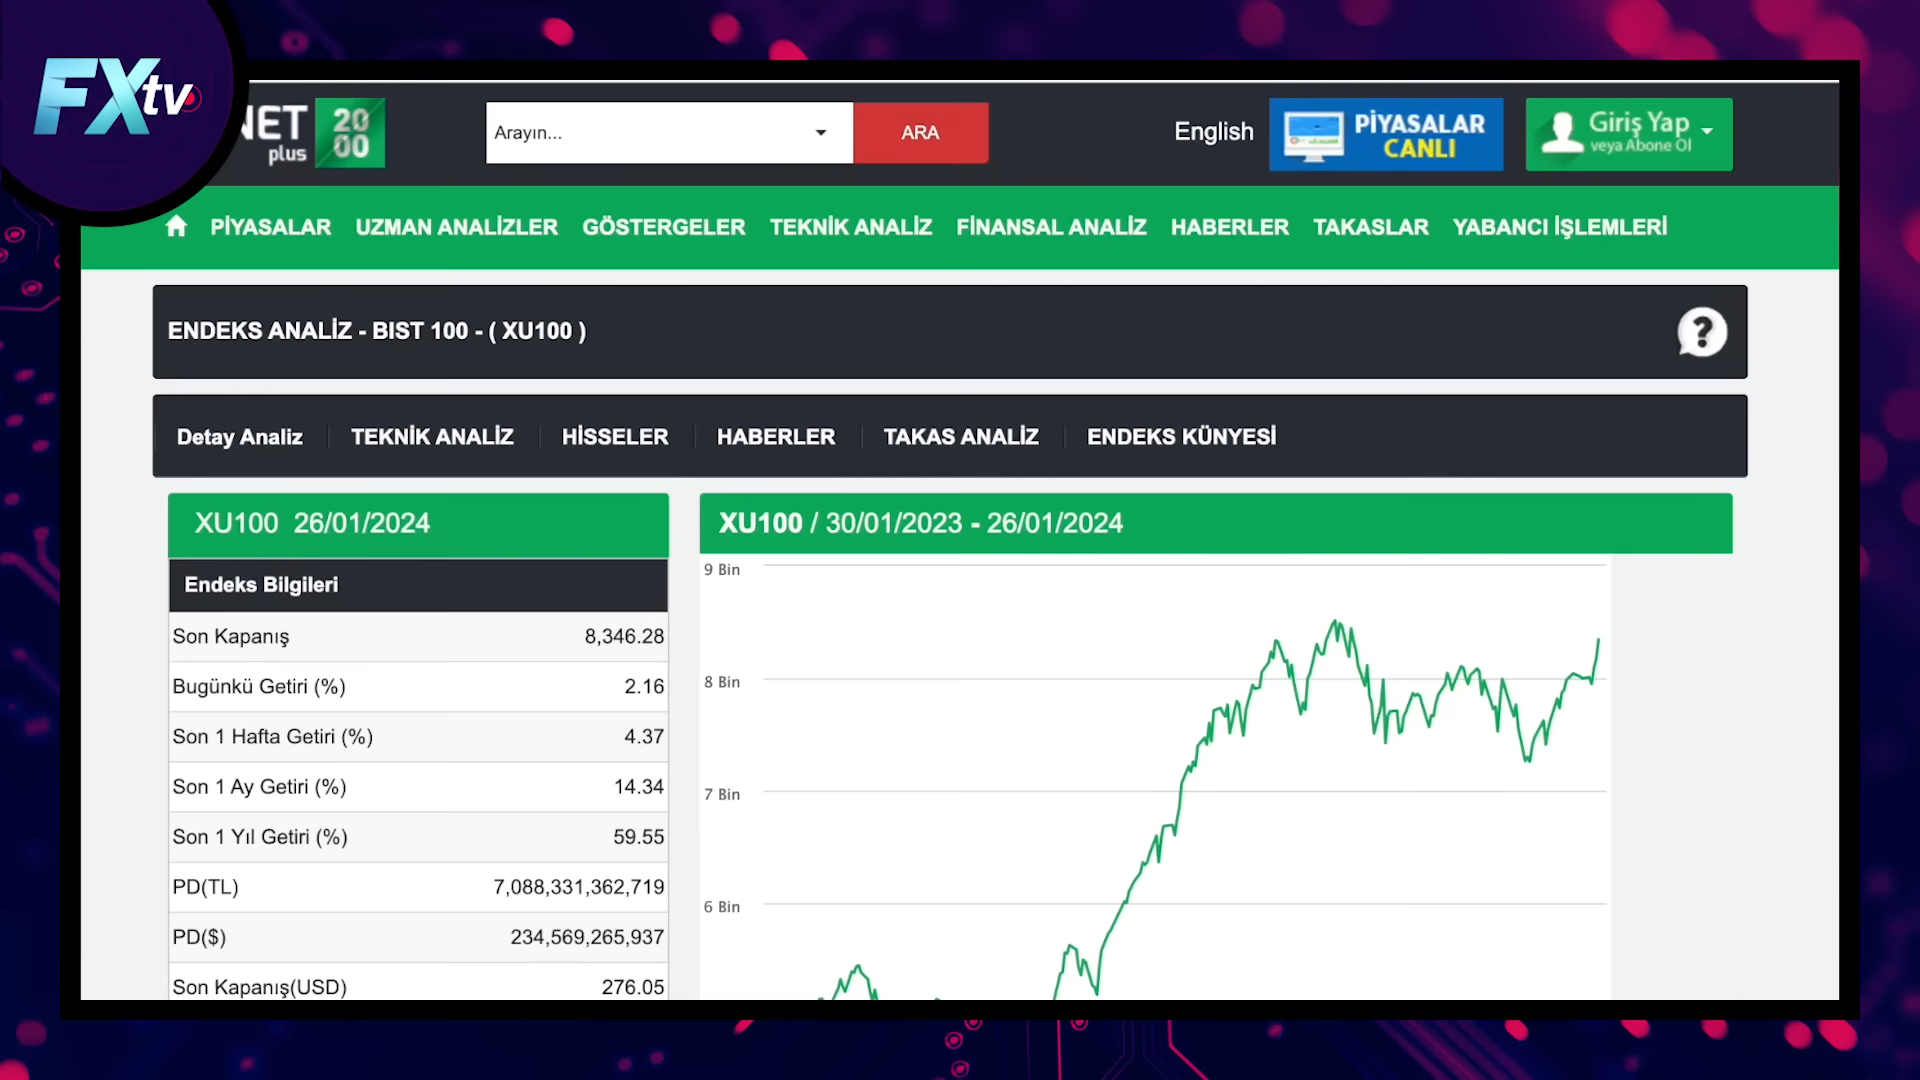 FXtv
NET
plus
20
00
Arayın...
ARA
English
PİYASALAR
CANLI
Giriş Yap
veya Abone Ol
PİYASALAR
UZMAN ANALİZLER
GÖSTERGELER
TEKNİK ANALİZ
FİNANSAL ANALİZ
HABERLER
TAKASLAR
YABANCI İŞLEMLERİ
ENDEKS ANALİZ - BIST 100 - ( XU100 )
?
Detay Analiz
TEKNİK ANALİZ
HİSSELER
HABERLER
TAKAS ANALİZ
ENDEKS KÜNYESİ
XU100 26/01/2024
Endeks Bilgileri
Son Kapanış 8,346.28
Bugünkü Getiri (%) 2.16
Son 1 Hafta Getiri (%) 4.37
Son 1 Ay Getiri (%) 14.34
Son 1 Yıl Getiri (%) 59.55
PD(TL) 7,088,331,362,719
PD($) 234,569,265,937
Son Kapanış(USD) 276.05
XU100 / 30/01/2023 - 26/01/2024
9 Bin
8 Bin
7 Bin
6 Bin